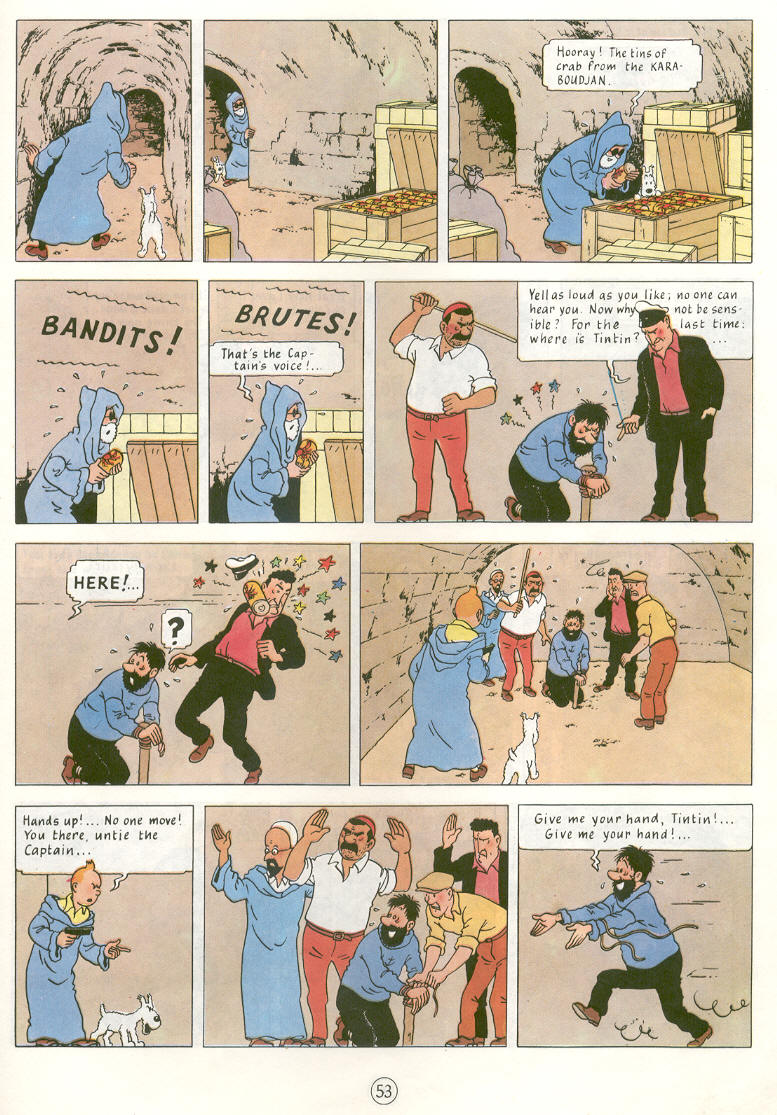 Hooray! The tins of
crab from the KARA-
BOUDJAN.
BANDITS!
BRUTES!
That's the Cap-
tain's voice!...
Yell as loud as you like; no one can
hear you. Now why not be sens-
ible? For the last time:
where is Tintin? ...
HERE!...
?
Hands up!... No one move!
You there, untie the
Captain...
Give me your hand, Tintin!...
Give me your hand!...
53